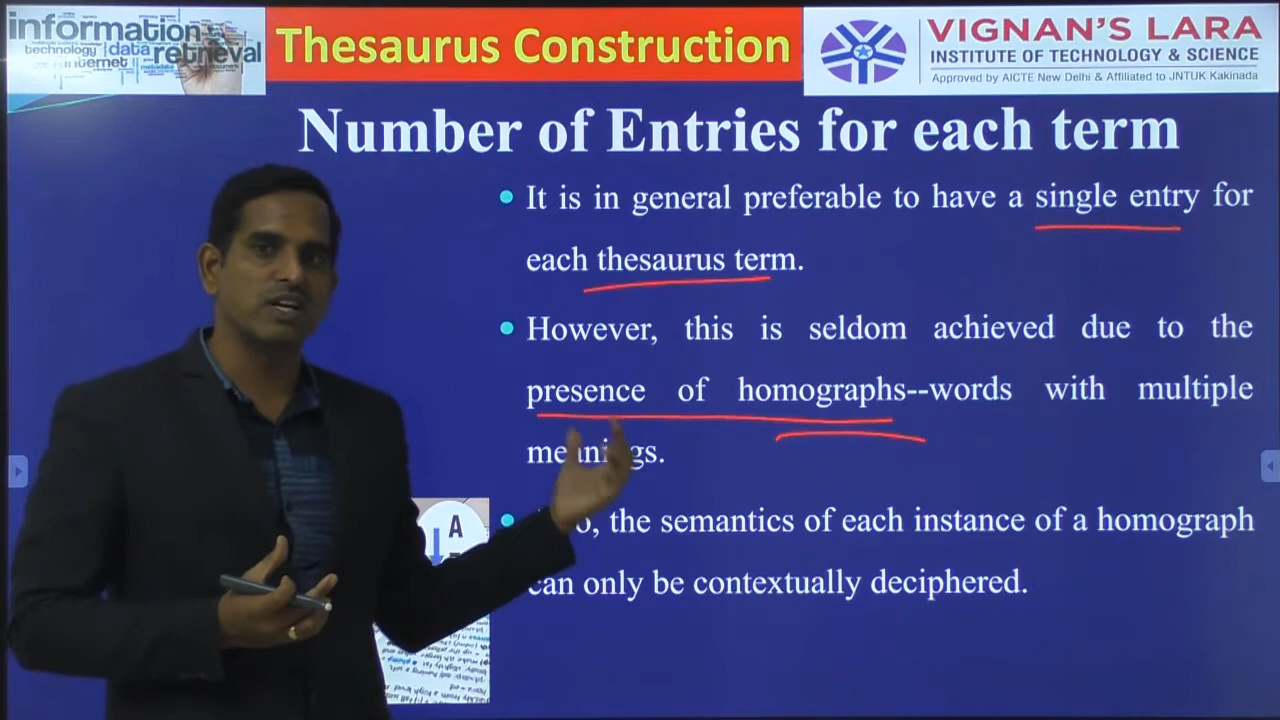 information
technology data retrieval
internet
Thesaurus Construction
VIGNAN'S LARA
INSTITUTE OF TECHNOLOGY & SCIENCE
Approved by AICTE New Delhi & Affiliated to JNTUK Kakinada
Number of Entries for each term
• It is in general preferable to have a single entry for
each thesaurus term.
• However, this is seldom achieved due to the
presence of homographs--words with multiple
meanings.
• the semantics of each instance of a homograph
can only be contextually deciphered.
A